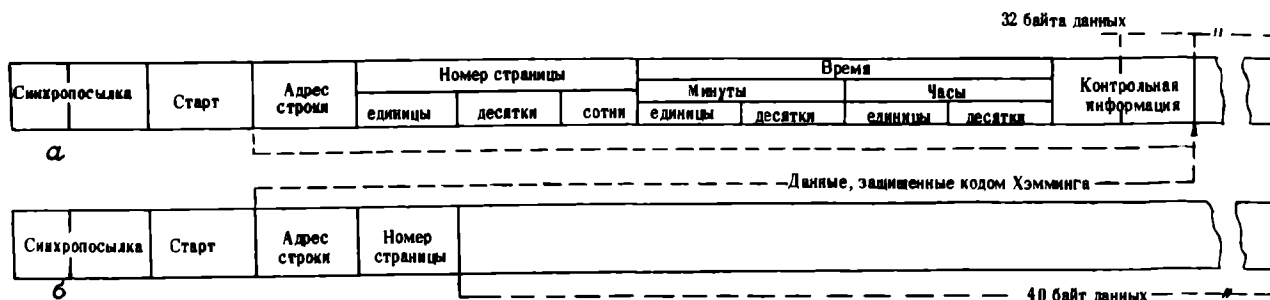 32 байта данных
Синхропосылка
Старт
Адрес
строки
Номер страницы
единицы
десятки
сотни
Время
Минуты
Часы
единицы
десятки
единицы
десятки
Контрольная
информация
а
Данные, защищенные кодом Хэмминга
Синхропосылка
Старт
Адрес
строки
Номер
страницы
б
40 байт данных